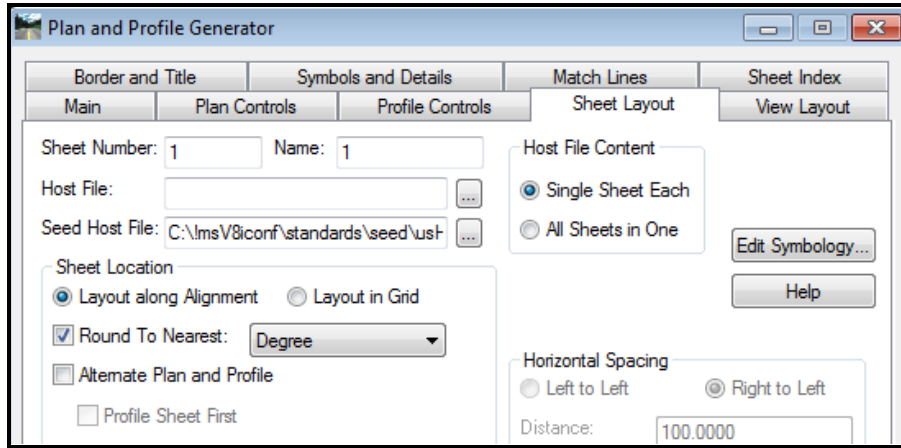 Plan and Profile Generator
Border and Title Symbols and Details Match Lines Sheet Index
Main Plan Controls Profile Controls Sheet Layout View Layout
Sheet Number: 1 Name: 1
Host File Content
Host File: ...
Single Sheet Each
Seed Host File: C:\!msV8iconf\standards\seed\usH ...
All Sheets in One
Edit Symbology...
Sheet Location
Layout along Alignment Layout in Grid
Help
Round To Nearest: Degree
Alternate Plan and Profile
Horizontal Spacing
Left to Left Right to Left
Profile Sheet First
Distance: 100.0000